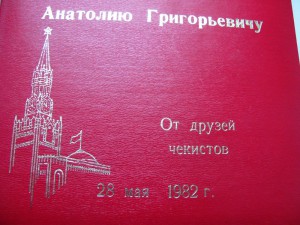 Анатолию Григорьевичу
От друзей
чекистов
28 мая 1982 г.